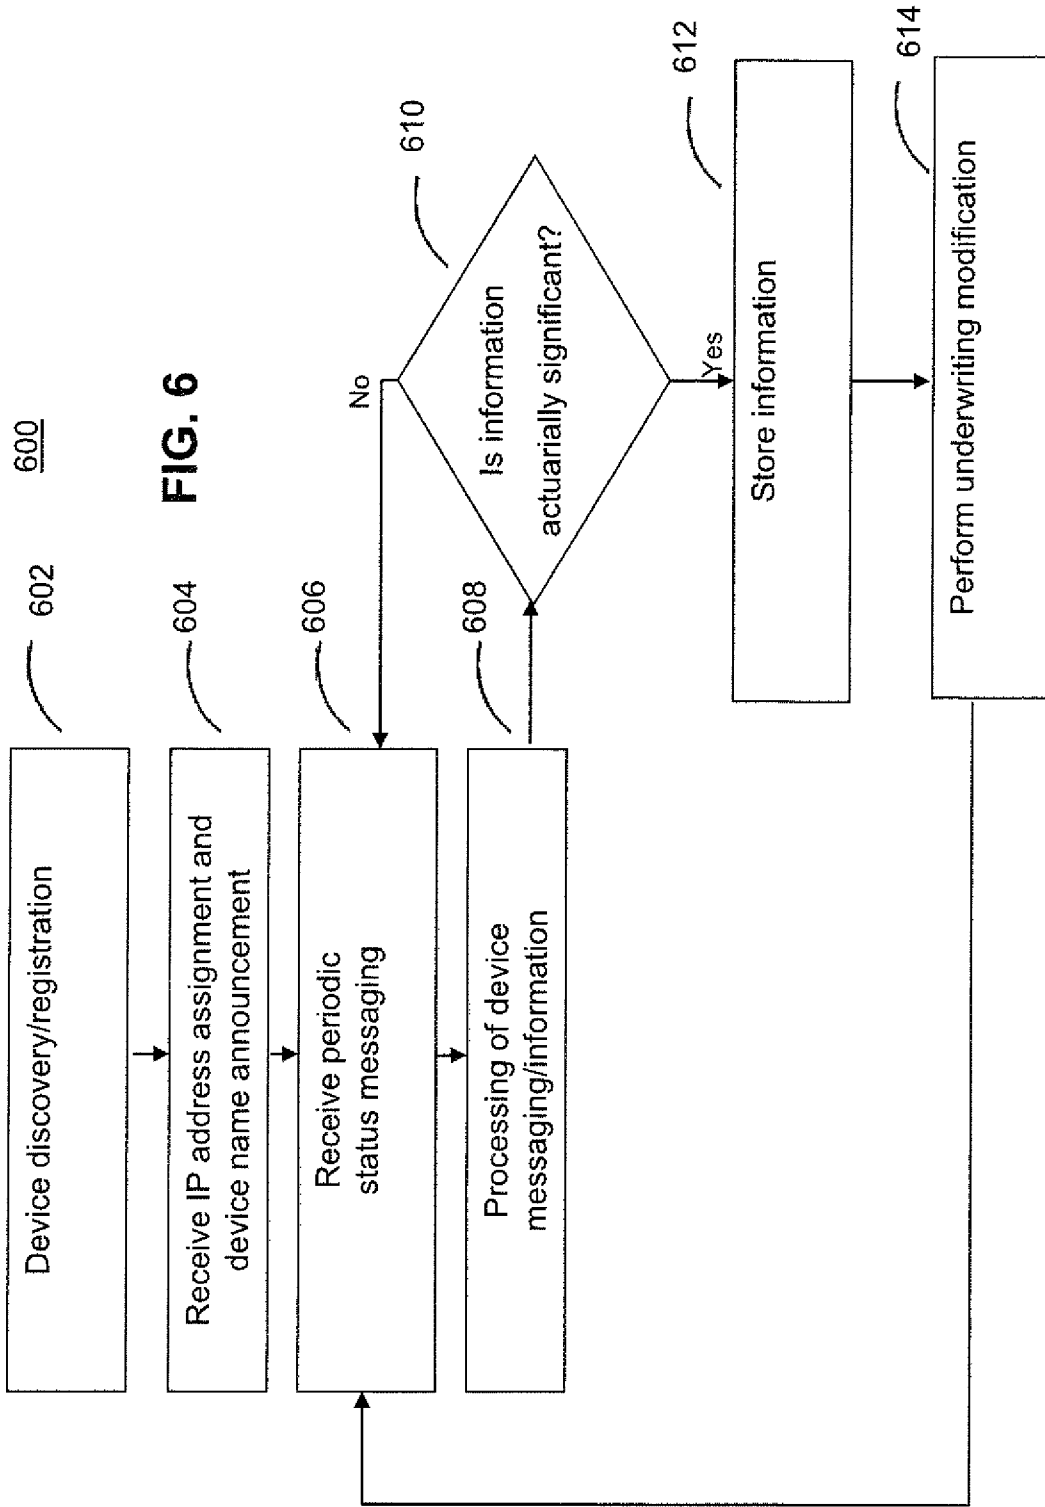 600
FIG. 6
602
Device discovery/registration
604
Receive IP address assignment and
device name announcement
606
Receive periodic
status messaging
608
Processing of device
messaging/information
610
Is information
actuarially significant?
No
Yes
612
Store information
614
Perform underwriting modification